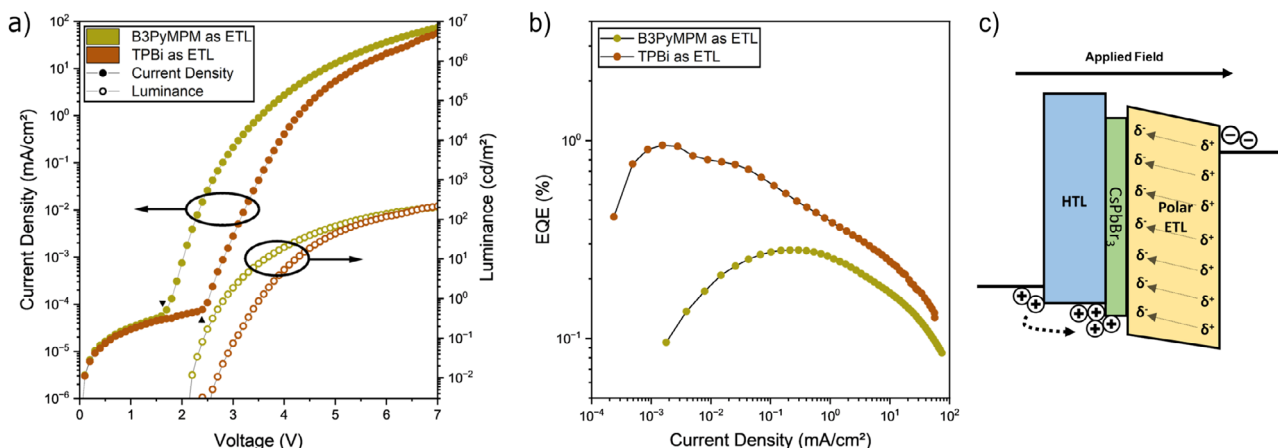 a)
B3PyMPM as ETL
TPBi as ETL
Current Density
Luminance
10²
10¹
10⁰
10⁻¹
10⁻²
10⁻³
10⁻⁴
10⁻⁵
10⁻⁶
Current Density (mA/cm²)
10⁷
10⁶
10⁵
10⁴
10³
10²
10¹
10⁰
10⁻¹
10⁻²
Luminance (cd/m²)
0 1 2 3 4 5 6 7
Voltage (V)
b)
B3PyMPM as ETL
TPBi as ETL
10⁰
10⁻¹
EQE (%)
10⁻⁴ 10⁻³ 10⁻² 10⁻¹ 10⁰ 10¹ 10²
Current Density (mA/cm²)
c)
Applied Field
HTL
CsPbBr₃
Polar
ETL
δ⁻ δ⁺
δ⁻ δ⁺
δ⁻ δ⁺
δ⁻ δ⁺
δ⁻ δ⁺
δ⁻ δ⁺
δ⁻ δ⁺